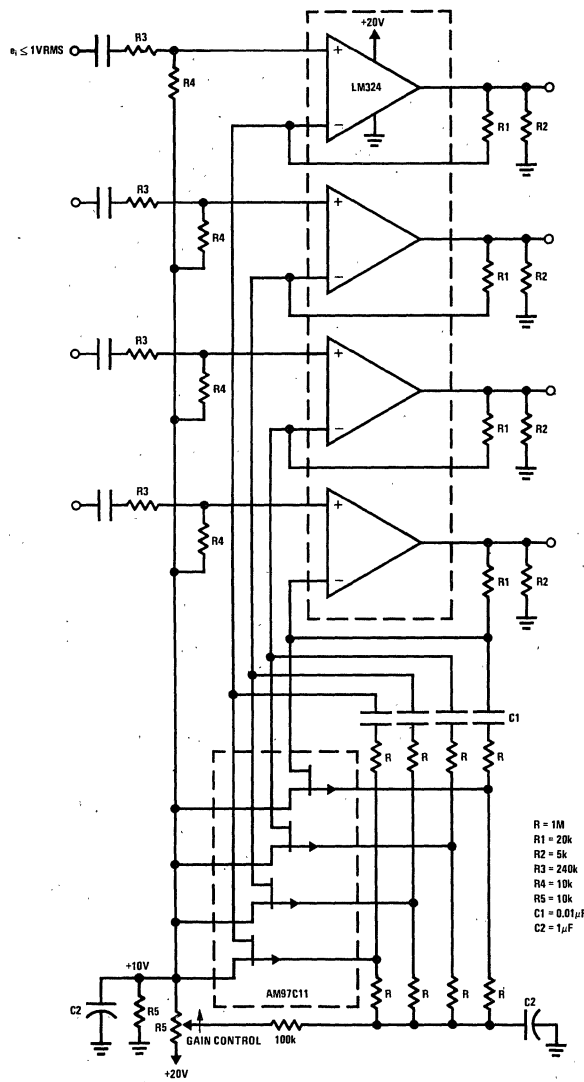 +20V
e_i ≤ 1VRMS
R3
R4
LM324
+
−
R1
R2
R3
R4
+
−
R1
R2
R3
R4
+
−
R1
R2
R3
R4
+
−
R1
R2
C1
R
R
R
R
R = 1M
R1 = 20k
R2 = 5k
R3 = 240k
R4 = 10k
R5 = 10k
C1 = 0.01μF
C2 = 1μF
+10V
AM97C11
R
R
R
R
C2
R5
R5
GAIN CONTROL
100k
C2
+20V